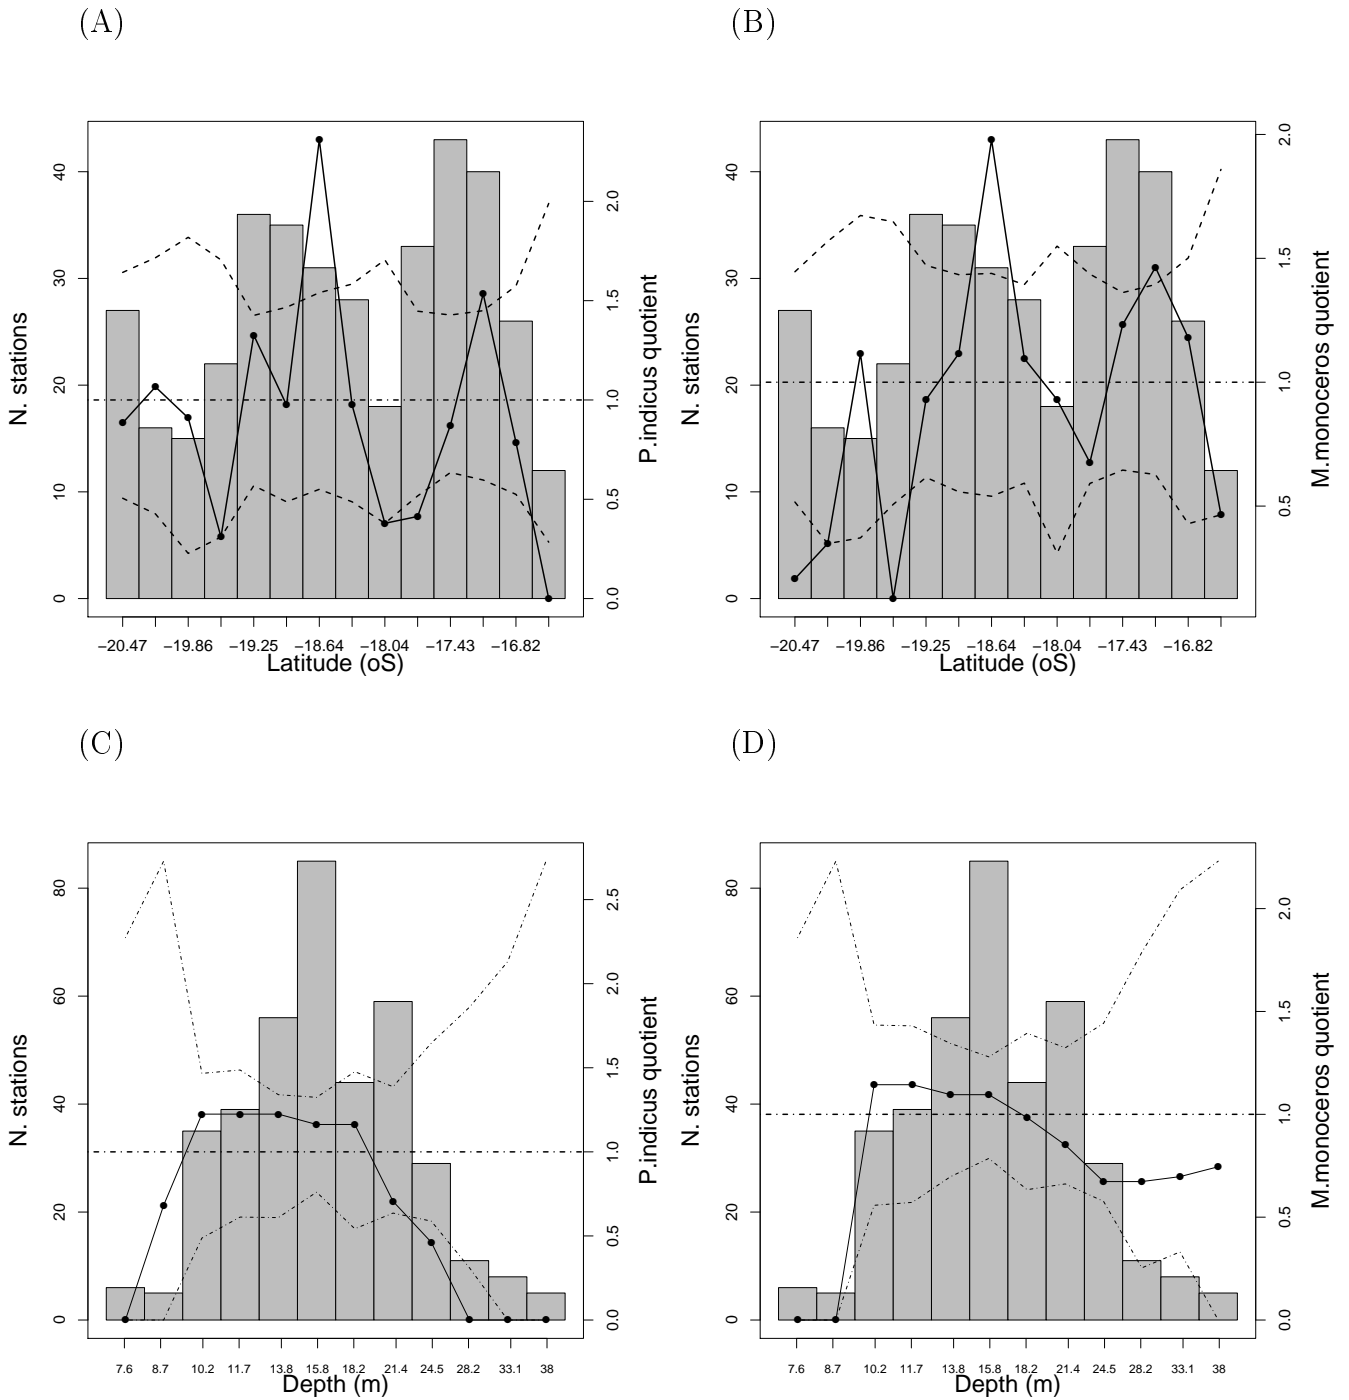 (A)
(B)
N. stations
0 10 20 30 40
0.0 0.5 1.0 1.5 2.0
P.indicus quotient
−20.47 −19.86 −19.25 −18.64 −18.04 −17.43 −16.82
Latitude (oS)
N. stations
0 10 20 30 40
0.5 1.0 1.5 2.0
M.monoceros quotient
−20.47 −19.86 −19.25 −18.64 −18.04 −17.43 −16.82
Latitude (oS)
(C)
(D)
N. stations
0 20 40 60 80
0.0 0.5 1.0 1.5 2.0 2.5
P.indicus quotient
7.6 8.7 10.2 11.7 13.8 15.8 18.2 21.4 24.5 28.2 33.1 38
Depth (m)
N. stations
0 20 40 60 80
0.0 0.5 1.0 1.5 2.0
M.monoceros quotient
7.6 8.7 10.2 11.7 13.8 15.8 18.2 21.4 24.5 28.2 33.1 38
Depth (m)